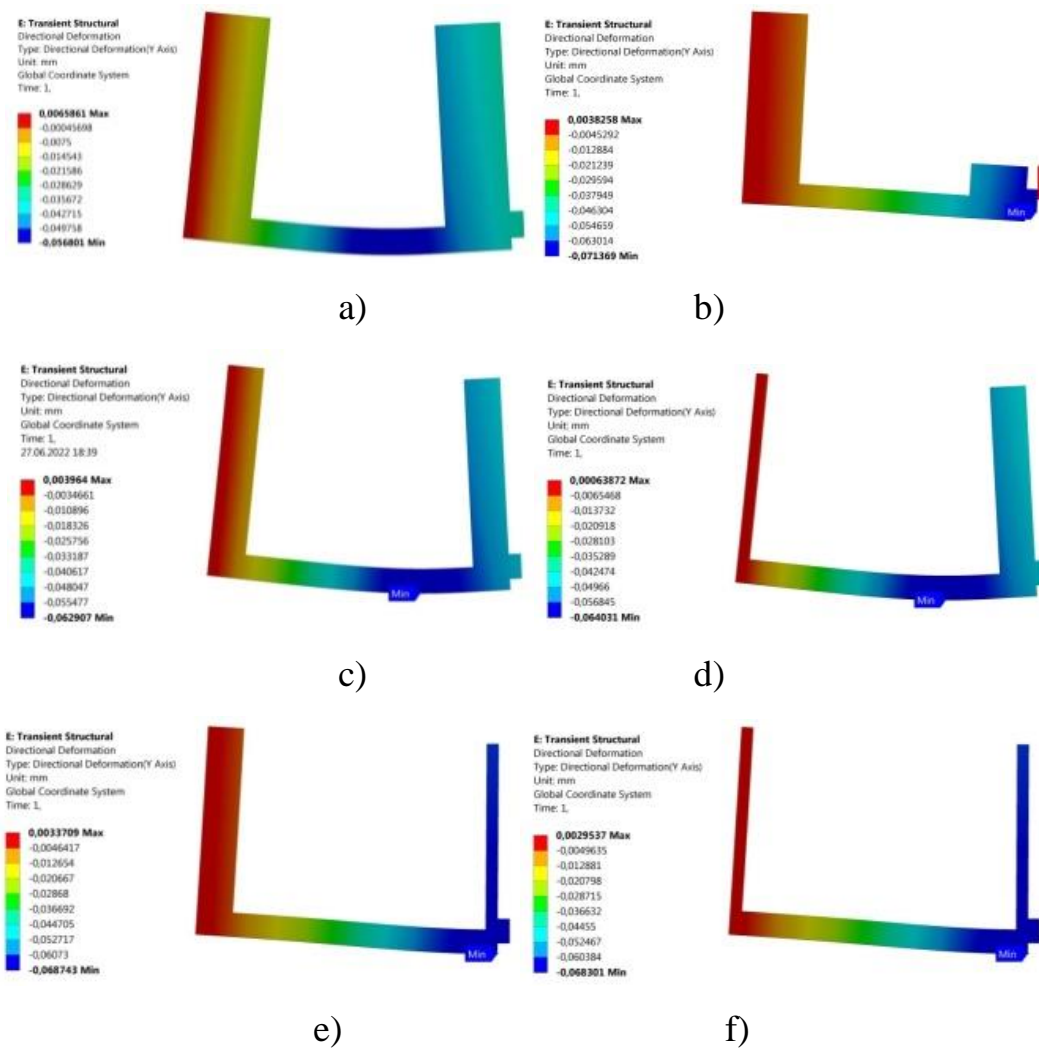 E: Transient Structural
Directional Deformation
Type: Directional Deformation(Y Axis)
Unit: mm
Global Coordinate System
Time: 1,
0,0065861 Max
-0,00045698
-0,0075
-0,014543
-0,021586
-0,028629
-0,035672
-0,042715
-0,049758
-0,056801 Min
a)
E: Transient Structural
Directional Deformation
Type: Directional Deformation(Y Axis)
Unit: mm
Global Coordinate System
Time: 1,
0,0038258 Max
-0,0045292
-0,012884
-0,021239
-0,029594
-0,037949
-0,046304
-0,054659
-0,063014
-0,071369 Min
Min
b)
E: Transient Structural
Directional Deformation
Type: Directional Deformation(Y Axis)
Unit: mm
Global Coordinate System
Time: 1,
27.06.2022 18:39
0,003964 Max
-0,0034661
-0,010896
-0,018326
-0,025756
-0,033187
-0,040617
-0,048047
-0,055477
-0,062907 Min
Min
c)
E: Transient Structural
Directional Deformation
Type: Directional Deformation(Y Axis)
Unit: mm
Global Coordinate System
Time: 1,
0,00063872 Max
-0,0065468
-0,013732
-0,020918
-0,028103
-0,035289
-0,042474
-0,04966
-0,056845
-0,064031 Min
Min
d)
E: Transient Structural
Directional Deformation
Type: Directional Deformation(Y Axis)
Unit: mm
Global Coordinate System
Time: 1,
0,0033709 Max
-0,0046417
-0,012654
-0,020667
-0,02868
-0,036692
-0,044705
-0,052717
-0,06073
-0,068743 Min
Min
e)
E: Transient Structural
Directional Deformation
Type: Directional Deformation(Y Axis)
Unit: mm
Global Coordinate System
Time: 1,
0,0029537 Max
-0,0049635
-0,012881
-0,020798
-0,028715
-0,036632
-0,04455
-0,052467
-0,060384
-0,068301 Min
Min
f)